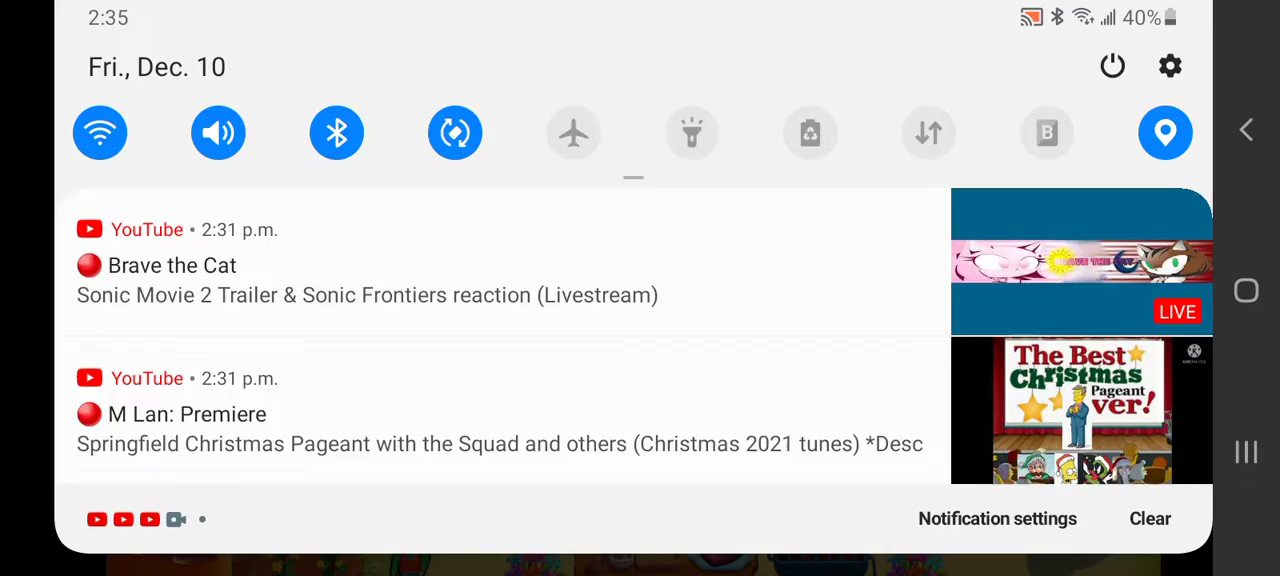 2:35
40%
Fri., Dec. 10
B
YouTube • 2:31 p.m.
Brave the Cat
Sonic Movie 2 Trailer & Sonic Frontiers reaction (Livestream)
LIVE
YouTube • 2:31 p.m.
M Lan: Premiere
Springfield Christmas Pageant with the Squad and others (Christmas 2021 tunes) *Desc
The Best
Christmas
Pageant
ver!
Notification settings
Clear